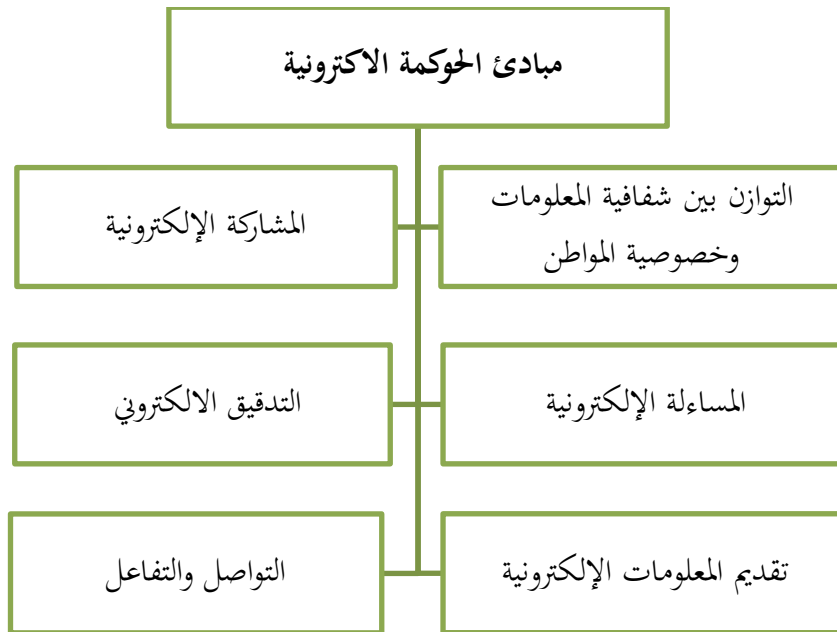 مبادئ الحوكمة الاكترونية
التوازن بين شفافية المعلومات
وخصوصية المواطن
المشاركة الإلكترونية
المساءلة الإلكترونية
التدقيق الالكتروني
تقديم المعلومات الإلكترونية
التواصل والتفاعل